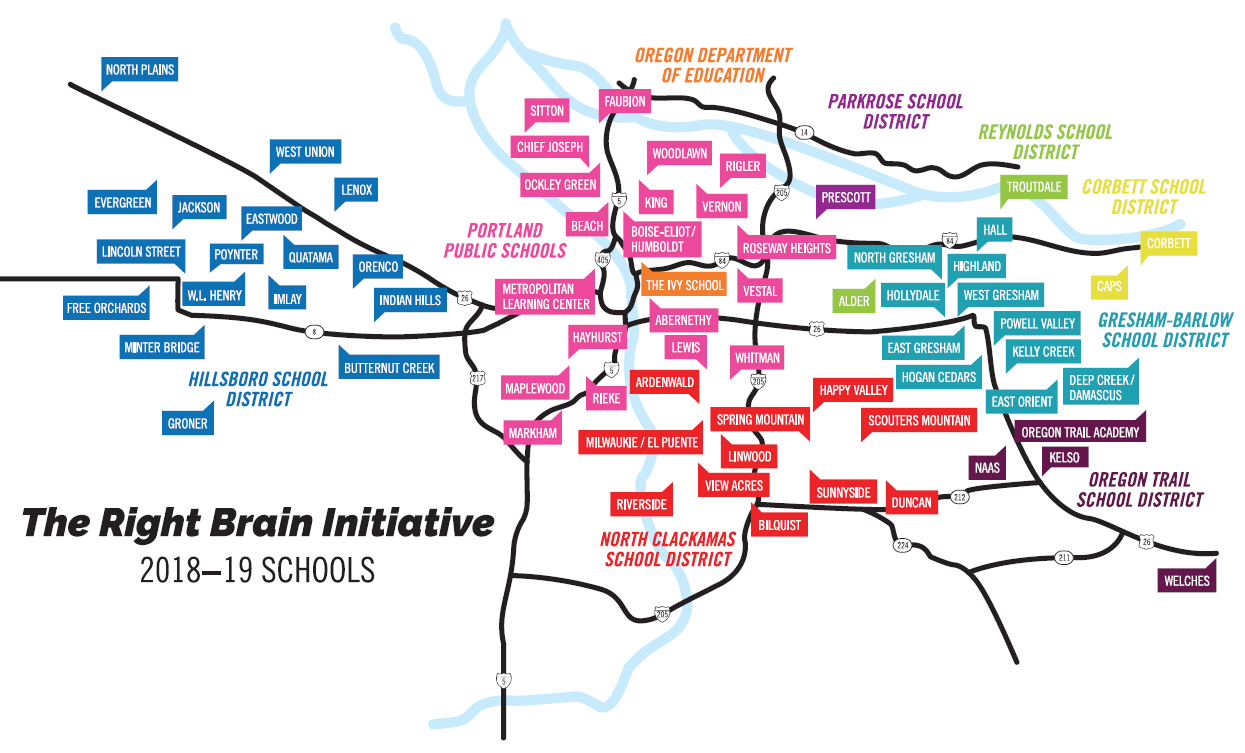 OREGON DEPARTMENT
OF EDUCATION
NORTH PLAINS
FAUBION
SITTON
PARKROSE SCHOOL
DISTRICT
14
REYNOLDS SCHOOL
DISTRICT
CHIEF JOSEPH
WOODLAWN
WEST UNION
RIGLER
OCKLEY GREEN
LENOX
TROUTDALE
CORBETT SCHOOL
DISTRICT
205
PRESCOTT
EVERGREEN
JACKSON
5
KING
VERNON
EASTWOOD
BEACH
PORTLAND
PUBLIC SCHOOLS
BOISE-ELIOT/
HUMBOLDT
HALL
84
CORBETT
ROSEWAY HEIGHTS
LINCOLN STREET
POYNTER
QUATAMA
405
84
NORTH GRESHAM
ORENCO
HIGHLAND
THE IVY SCHOOL
CAPS
METROPOLITAN
LEARNING CENTER
VESTAL
W.L. HENRY
IMLAY
INDIAN HILLS
26
ALDER
HOLLYDALE
WEST GRESHAM
FREE ORCHARDS
ABERNETHY
GRESHAM-BARLOW
SCHOOL DISTRICT
POWELL VALLEY
8
26
HAYHURST
MINTER BRIDGE
LEWIS
EAST GRESHAM
KELLY CREEK
WHITMAN
BUTTERNUT CREEK
HILLSBORO SCHOOL
DISTRICT
217
5
205
MAPLEWOOD
ARDENWALD
HOGAN CEDARS
DEEP CREEK/
DAMASCUS
RIEKE
HAPPY VALLEY
EAST ORIENT
GRONER
SPRING MOUNTAIN
SCOUTERS MOUNTAIN
MARKHAM
OREGON TRAIL ACADEMY
MILWAUKIE / EL PUENTE
LINWOOD
NAAS
KELSO
OREGON TRAIL
SCHOOL DISTRICT
VIEW ACRES
SUNNYSIDE
212
RIVERSIDE
DUNCAN
The Right Brain Initiative
2018–19 SCHOOLS
BILQUIST
NORTH CLACKAMAS
SCHOOL DISTRICT
224
26
211
WELCHES
205
5